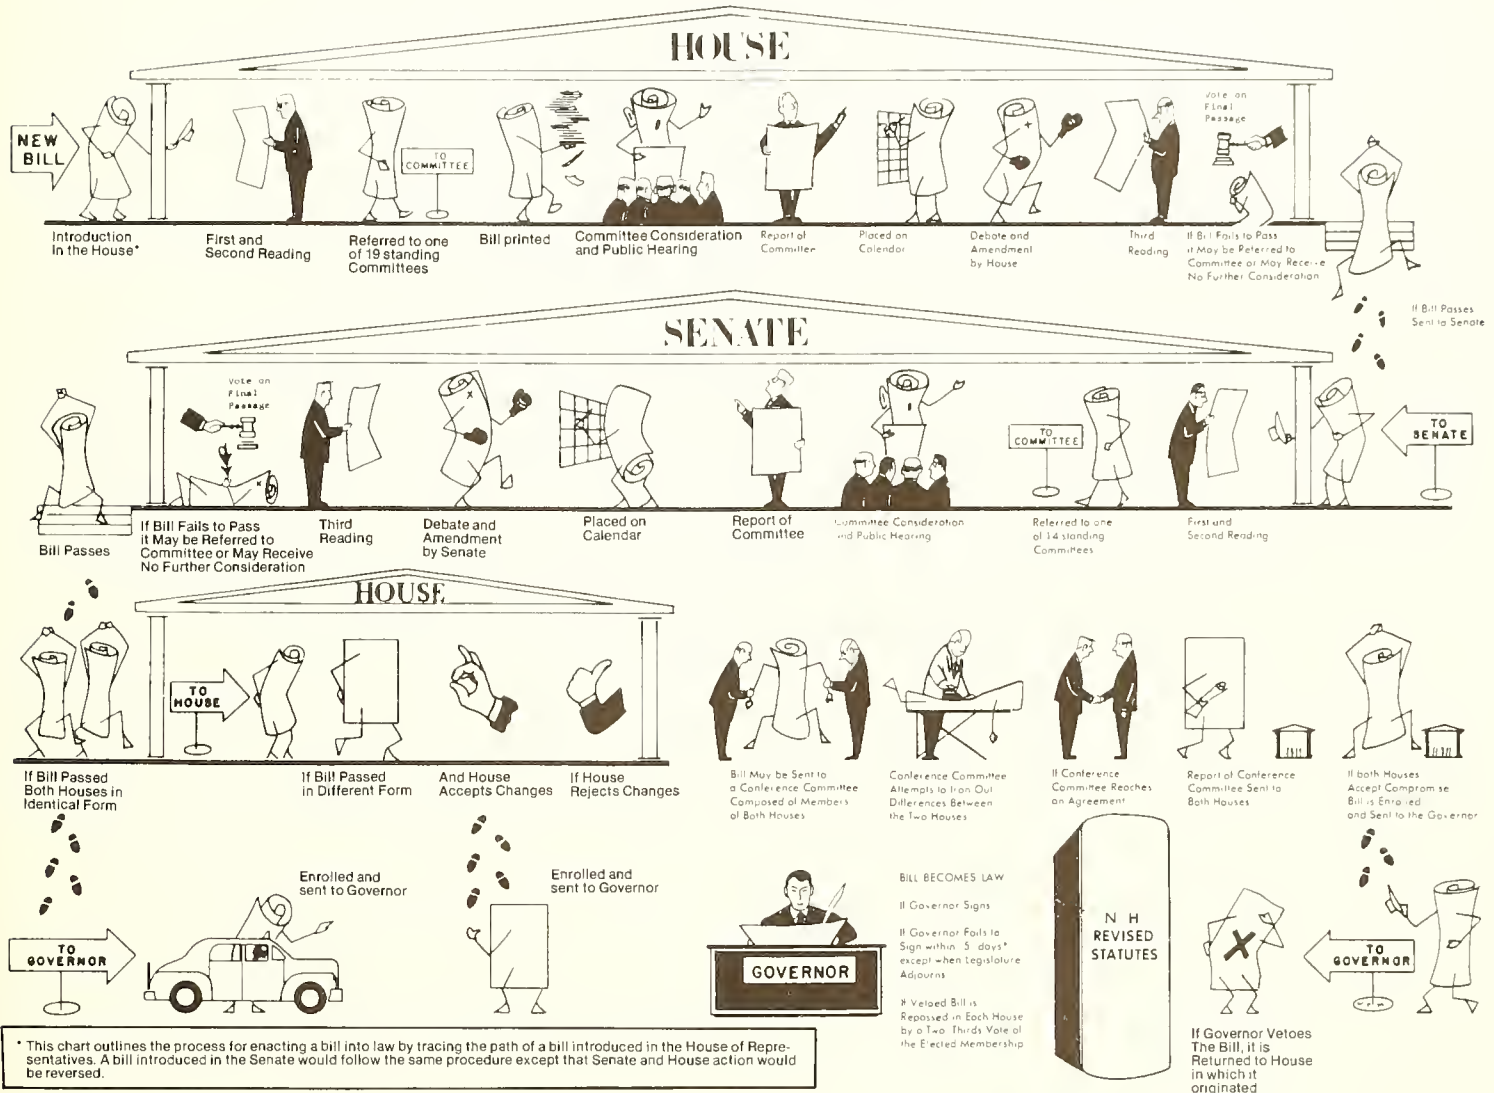 HOUSE
NEW
BILL
TO
COMMITTEE
Vote on
Final
Passage
Introduction
In the House*
First and
Second Reading
Referred to one
of 19 standing
Committees
Bill printed
Committee Consideration
and Public Hearing
Report of
Committee
Placed on
Calendar
Debate and
Amendment
by House
Third
Reading
If Bill Fails to Pass
it May be Referred to
Committee or May Receive
No Further Consideration
If Bill Passes
Sent to Senate
SENATE
Vote on
Final
Passage
TO
COMMITTEE
TO
SENATE
Bill Passes
If Bill Fails to Pass
it May be Referred to
Committee or May Receive
No Further Consideration
Third
Reading
Debate and
Amendment
by Senate
Placed on
Calendar
Report of
Committee
Committee Consideration
and Public Hearing
Referred to one
of 14 standing
Committees
First and
Second Reading
HOUSE
TO
HOUSE
If Bill Passed
Both Houses in
Identical Form
If Bill Passed
in Different Form
And House
Accepts Changes
If House
Rejects Changes
Bill May be Sent to
a Conference Committee
Composed of Members
of Both Houses
Conference Committee
Attempts to Iron Out
Differences Between
the Two Houses
If Conference
Committee Reaches
an Agreement
Report of Conference
Committee Sent to
Both Houses
If both Houses
Accept Compromise
Bill is Enrolled
and Sent to the Governor
TO
GOVERNOR
Enrolled and
sent to Governor
Enrolled and
sent to Governor
GOVERNOR
BILL BECOMES LAW
If Governor Signs
If Governor Fails to
Sign within 5 days*
except when Legislature
Adjourns
If Vetoed Bill is
Repassed in Each House
by a Two Thirds Vote of
the Elected Membership
N H
REVISED
STATUTES
X
TO
GOVERNOR
If Governor Vetoes
The Bill, it is
Returned to House
in which it
originated
* This chart outlines the process for enacting a bill into law by tracing the path of a bill introduced in the House of Repre-
sentatives. A bill introduced in the Senate would follow the same procedure except that Senate and House action would
be reversed.